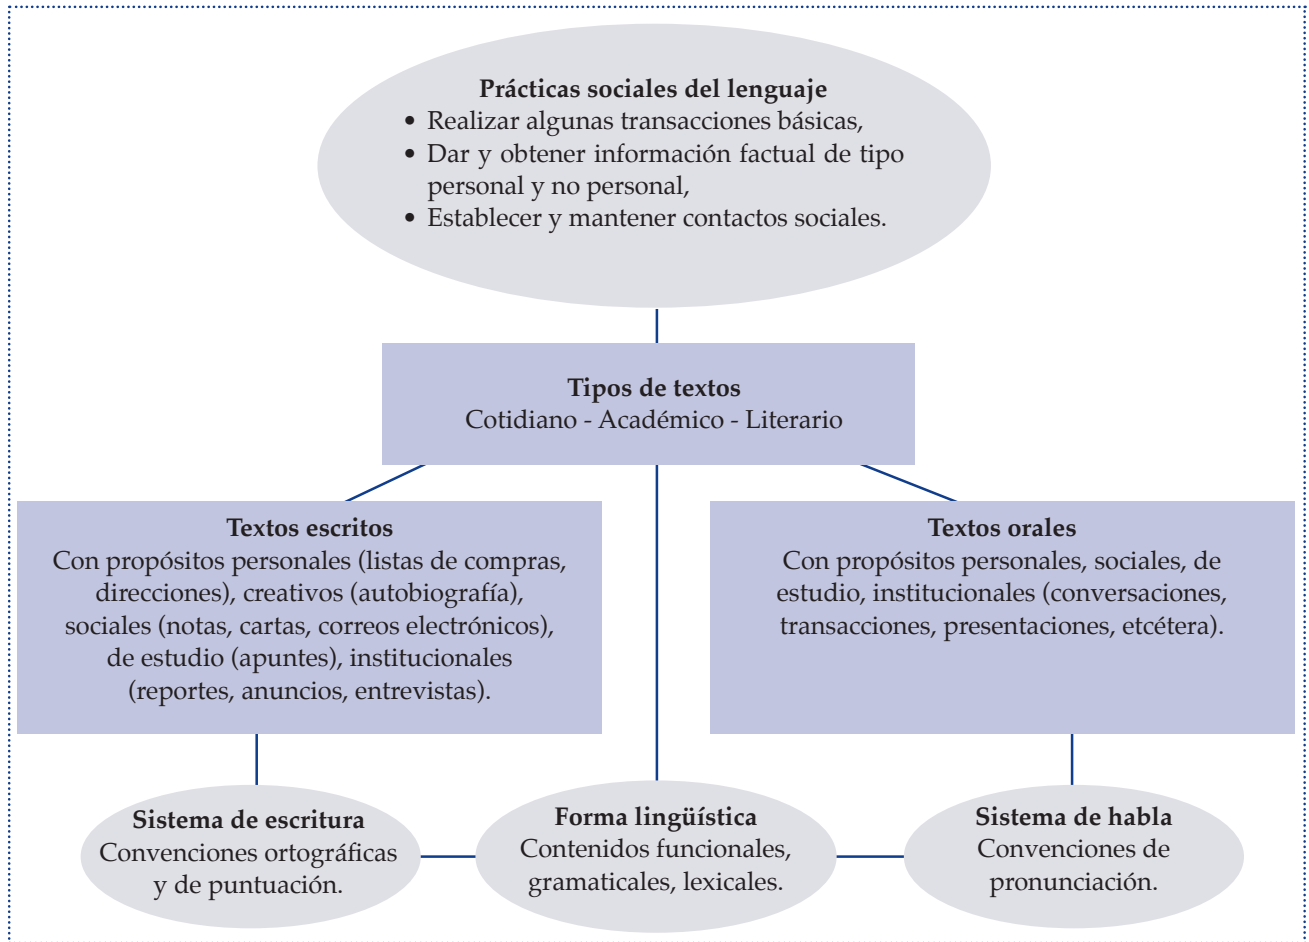 Prácticas sociales del lenguaje
• Realizar algunas transacciones básicas,
• Dar y obtener información factual de tipo
personal y no personal,
• Establecer y mantener contactos sociales.
Tipos de textos
Cotidiano - Académico - Literario
Textos escritos
Con propósitos personales (listas de compras,
direcciones), creativos (autobiografía),
sociales (notas, cartas, correos electrónicos),
de estudio (apuntes), institucionales
(reportes, anuncios, entrevistas).
Textos orales
Con propósitos personales, sociales, de
estudio, institucionales (conversaciones,
transacciones, presentaciones, etcétera).
Sistema de escritura
Convenciones ortográficas
y de puntuación.
Forma lingüística
Contenidos funcionales,
gramaticales, lexicales.
Sistema de habla
Convenciones de
pronunciación.